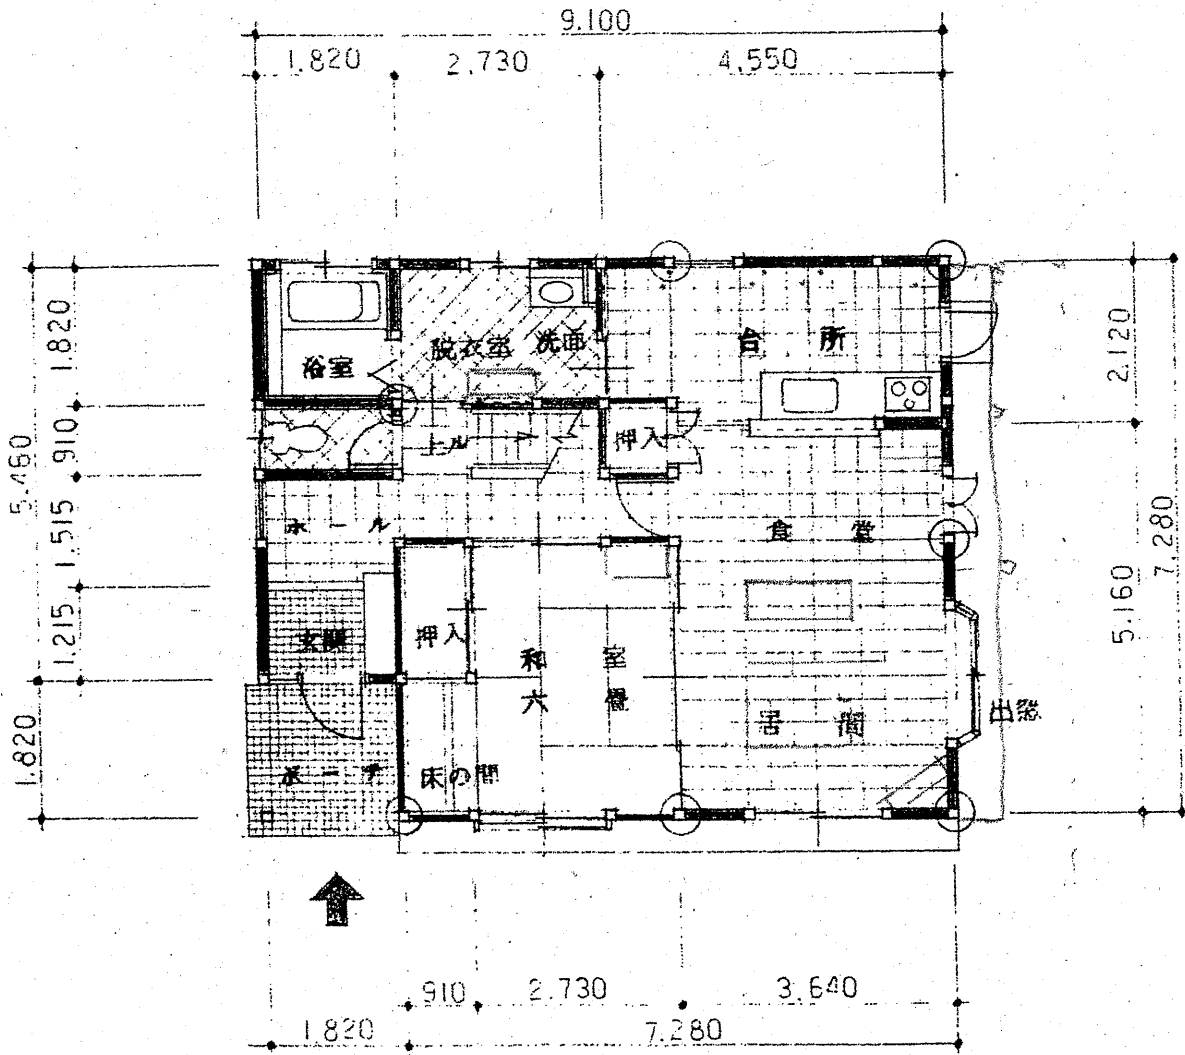 9.100
1.820 2.730 4.550
浴室
脱衣室 洗面
台 所
上ル
押入
ホ ー ル
食 堂
玄関
押入
和 室
六 畳
居 間
出窓
ポ ー チ
床の間
1.820
910
1.515
1.215
5.460
1.820
2.120
5.160
7.280
910 2.730 3.640
1.820 7.280